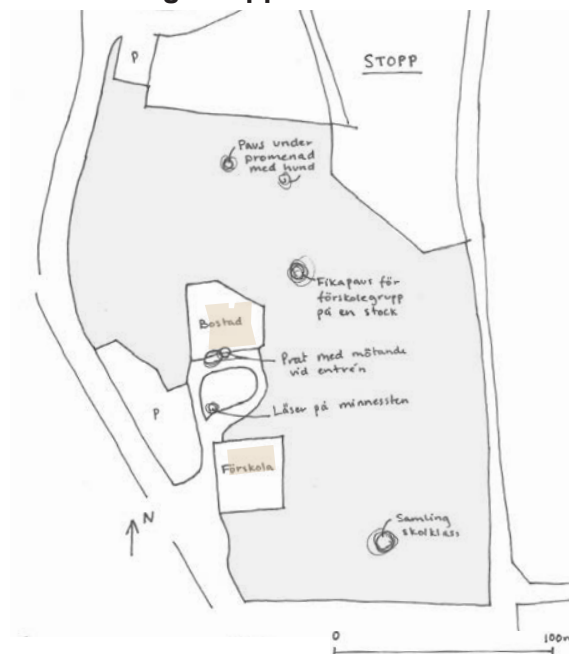 P
STOPP
Paus under
promenad
med hund
Fikapaus för
förskolegrupp
på en stock
Bostad
Prat med mötande
vid entrén
Läser på minnessten
P
Förskola
N
Samling
skolklass
0
100m